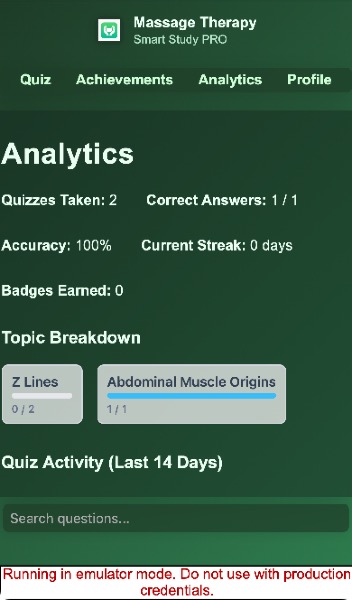 Massage Therapy
Smart Study PRO
Quiz Achievements Analytics Profile
Analytics
Quizzes Taken: 2 Correct Answers: 1 / 1
Accuracy: 100% Current Streak: 0 days
Badges Earned: 0
Topic Breakdown
Z Lines Abdominal Muscle Origins
0 / 2 1 / 1
Quiz Activity (Last 14 Days)
Search questions...
Running in emulator mode. Do not use with production
credentials.